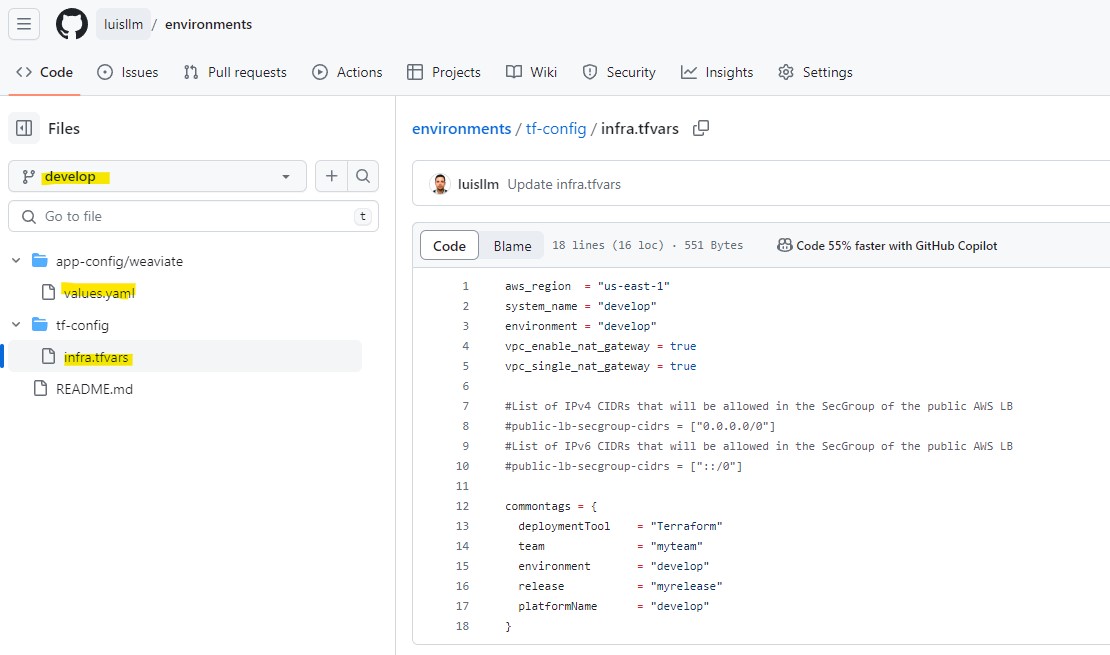 luisllm / environments
Code Issues Pull requests Actions Projects Wiki Security Insights Settings
Files
develop
Go to file t
app-config/weaviate
values.yaml
tf-config
infra.tfvars
README.md
environments / tf-config / infra.tfvars
luisllm Update infra.tfvars
Code Blame 18 lines (16 loc) · 551 Bytes Code 55% faster with GitHub Copilot
1 aws_region  = "us-east-1"
2 system_name = "develop"
3 environment = "develop"
4 vpc_enable_nat_gateway = true
5 vpc_single_nat_gateway = true
6
7 #List of IPv4 CIDRs that will be allowed in the SecGroup of the public AWS LB
8 #public-lb-secgroup-cidrs = ["0.0.0.0/0"]
9 #List of IPv6 CIDRs that will be allowed in the SecGroup of the public AWS LB
10 #public-lb-secgroup-cidrs = ["::/0"]
11
12 commontags = {
13   deploymentTool    = "Terraform"
14   team              = "myteam"
15   environment       = "develop"
16   release           = "myrelease"
17   platformName      = "develop"
18 }